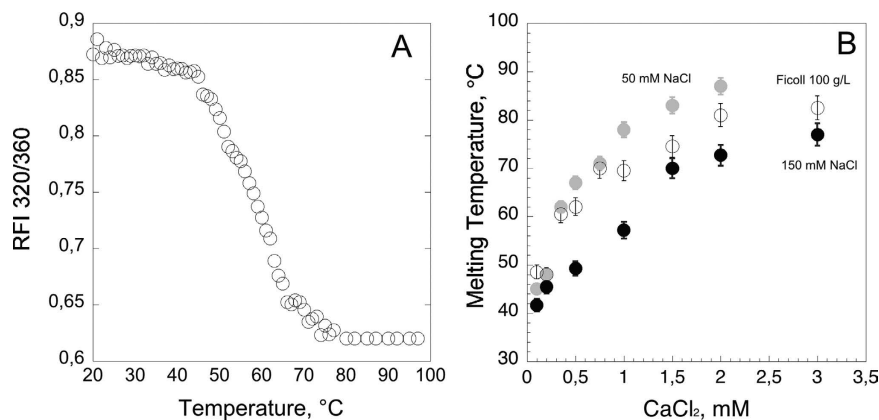 A
0,9
0,85
0,8
0,75
0,7
0,65
0,6
RFI 320/360
20 30 40 50 60 70 80 90 100
Temperature, °C
B
100
90
80
70
60
50
40
30
Melting Temperature, °C
50 mM NaCl
Ficoll 100 g/L
150 mM NaCl
0 0,5 1 1,5 2 2,5 3 3,5
CaCl₂, mM